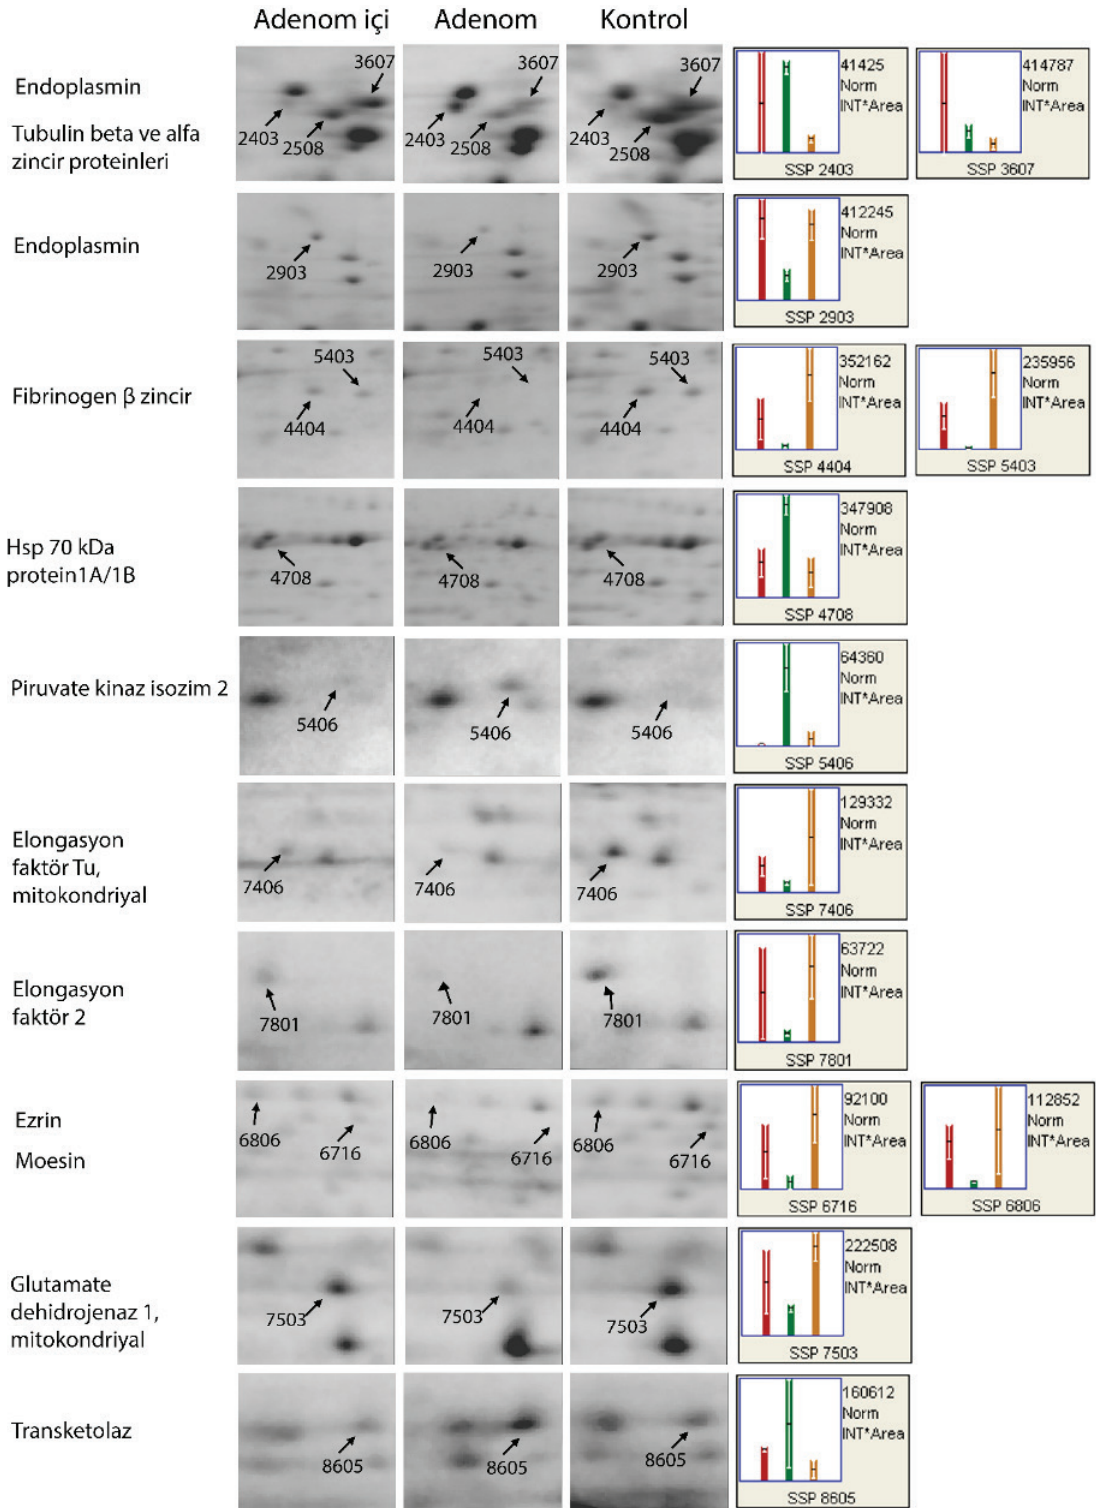 Adenom içi Adenom Kontrol
Endoplasmin
Tubulin beta ve alfa
zincir proteinleri
3607
2403
2508
3607
2403
2508
3607
2403
2508
41425
Norm
INT*Area
SSP 2403
414787
Norm
INT*Area
SSP 3607
Endoplasmin
2903
2903
2903
412245
Norm
INT*Area
SSP 2903
Fibrinogen β zincir
5403
4404
5403
4404
5403
4404
352162
Norm
INT*Area
SSP 4404
235956
Norm
INT*Area
SSP 5403
Hsp 70 kDa
protein1A/1B
4708
4708
4708
347908
Norm
INT*Area
SSP 4708
Piruvate kinaz isozim 2
5406
5406
5406
64360
Norm
INT*Area
SSP 5406
Elongasyon
faktör Tu,
mitokondriyal
7406
7406
7406
129332
Norm
INT*Area
SSP 7406
Elongasyon
faktör 2
7801
7801
7801
63722
Norm
INT*Area
SSP 7801
Ezrin
Moesin
6806
6716
6806
6716
6806
6716
92100
Norm
INT*Area
SSP 6716
112852
Norm
INT*Area
SSP 6806
Glutamate
dehidrojenaz 1,
mitokondriyal
7503
7503
7503
222508
Norm
INT*Area
SSP 7503
Transketolaz
8605
8605
8605
160612
Norm
INT*Area
SSP 8605